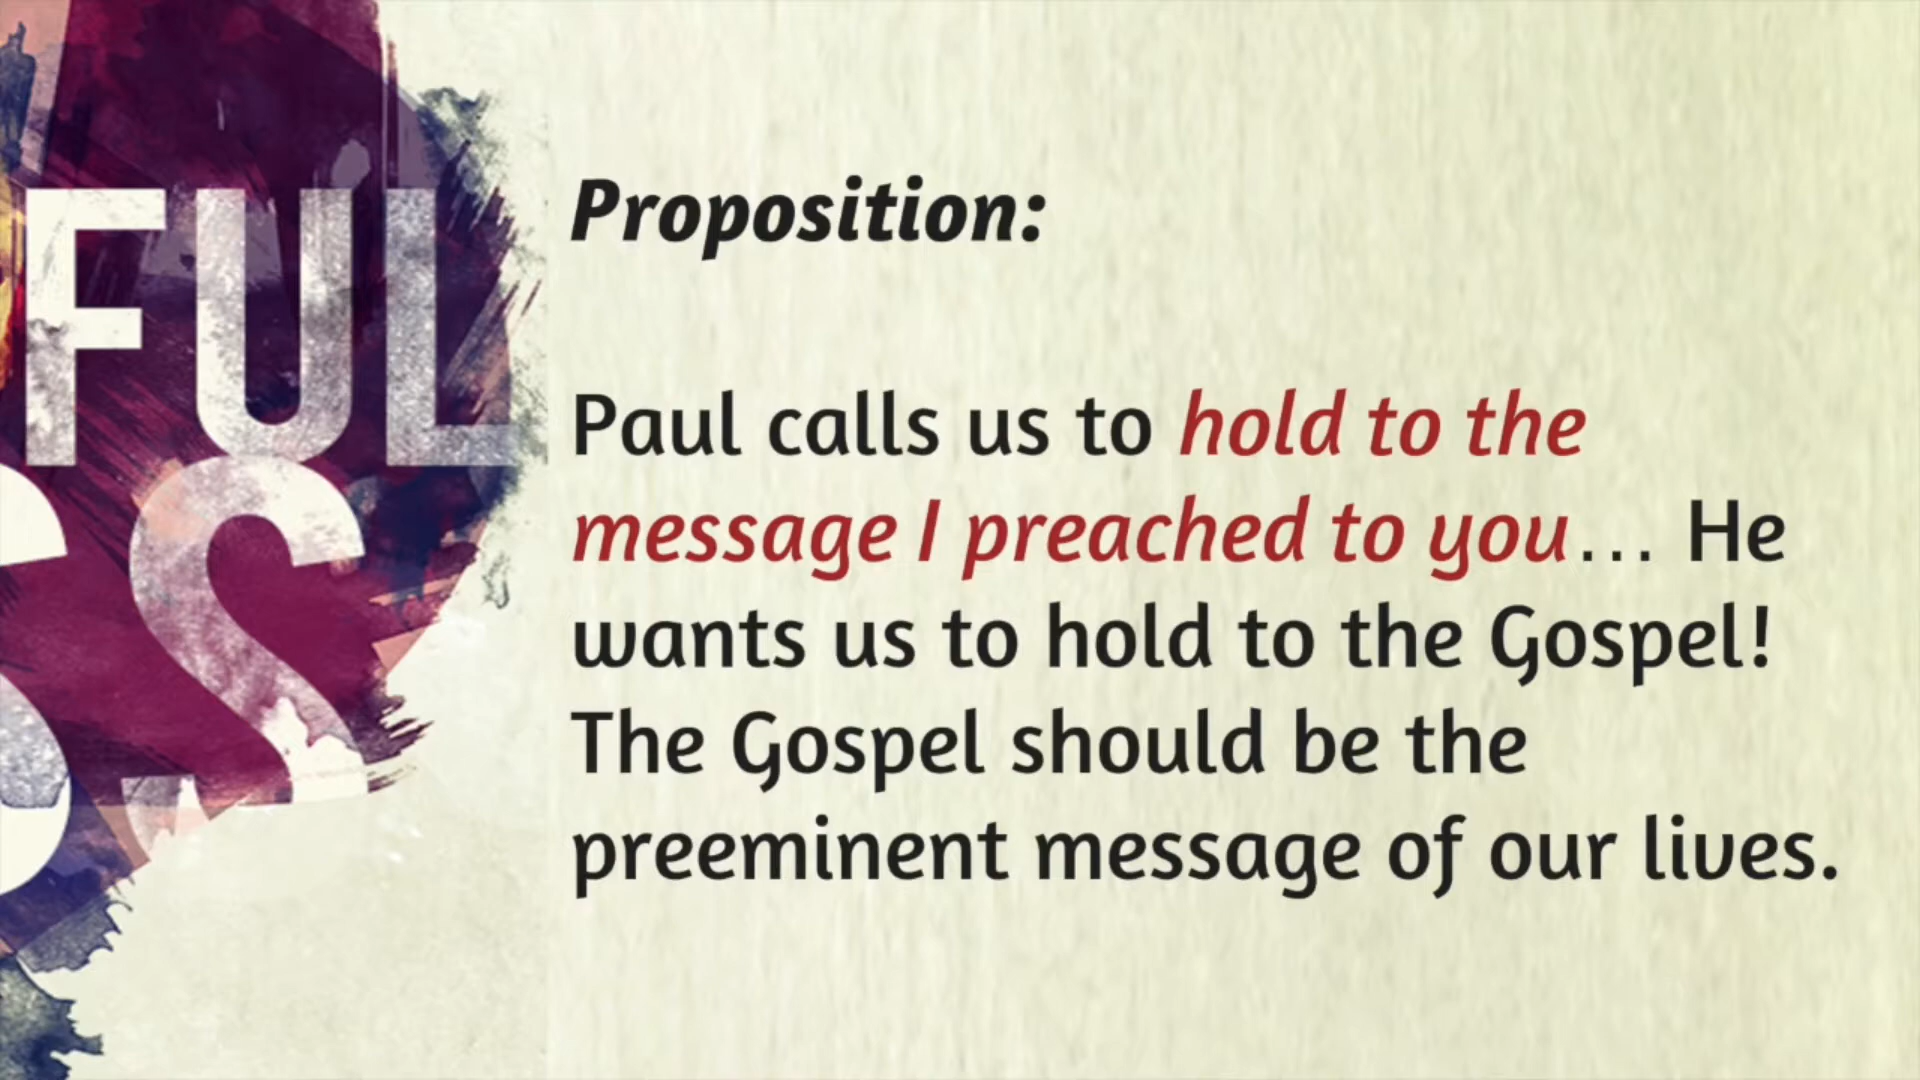 FUL
SS
Proposition:
Paul calls us to hold to the
message I preached to you... He
wants us to hold to the Gospel!
The Gospel should be the
preeminent message of our lives.